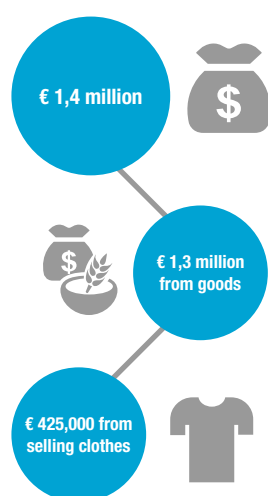 € 1,4 million
$
$
€ 1,3 million
from goods
€ 425,000 from
selling clothes